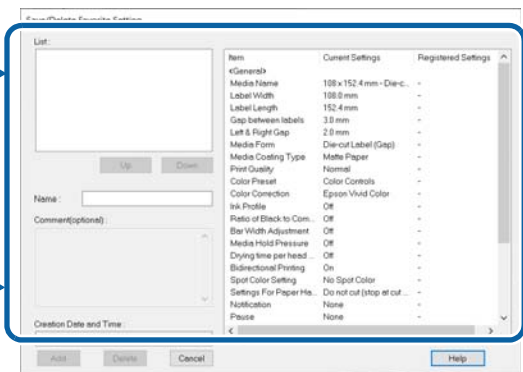 Save/Delete Favorite Setting
List:
Up Down
Name:
Comment(optional):
Creation Date and Time:
Item Current Settings Registered Settings
<General>
Media Name 108 x 152.4 mm - Die-c... -
Label Width 108.0 mm -
Label Length 152.4 mm -
Gap between labels 3.0 mm -
Left & Right Gap 2.0 mm -
Media Form Die-cut Label (Gap) -
Media Coating Type Matte Paper -
Print Quality Normal -
Color Preset Color Controls -
Color Correction Epson Vivid Color -
Ink Profile Off -
Ratio of Black to Com... Off -
Bar Width Adjustment Off -
Media Hold Pressure Off -
Drying time per head ... Off -
Bidirectional Printing On -
Spot Color Setting No Spot Color -
Settings For Paper Ha... Do not cut (stop at cut ... -
Notification None -
Pause None -
Add Delete Cancel Help